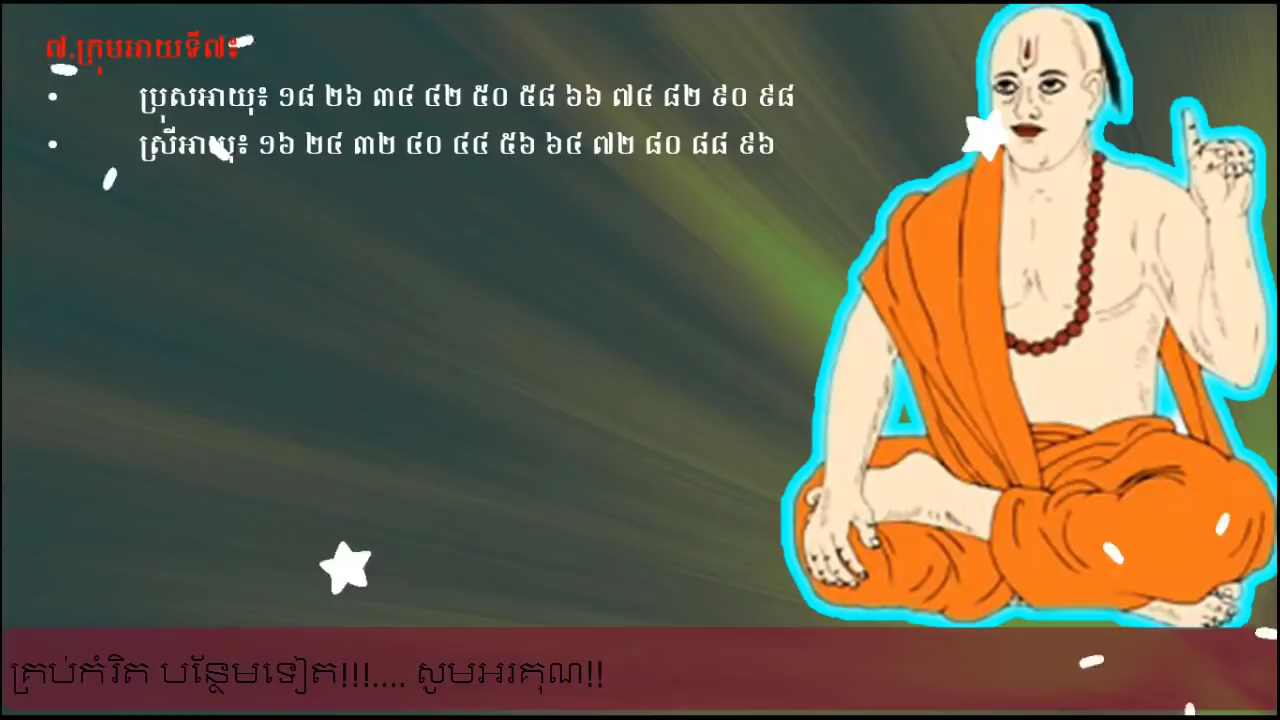 ៧.ក្រុមអាយទី៧៖
• ប្រុសអាយុ៖ ១៨ ២៦ ៣៤ ៤២ ៥០ ៥៨ ៦៦ ៧៤ ៨២ ៩០ ៩៨
• ស្រីអាយុ៖ ១៦ ២៤ ៣២ ៤០ ៤៤ ៥៦ ៦៤ ៧២ ៨០ ៨៨ ៩៦
គ្រប់កំរិត បន្ថែមទៀត!!!.... សូមអរគុណ!!